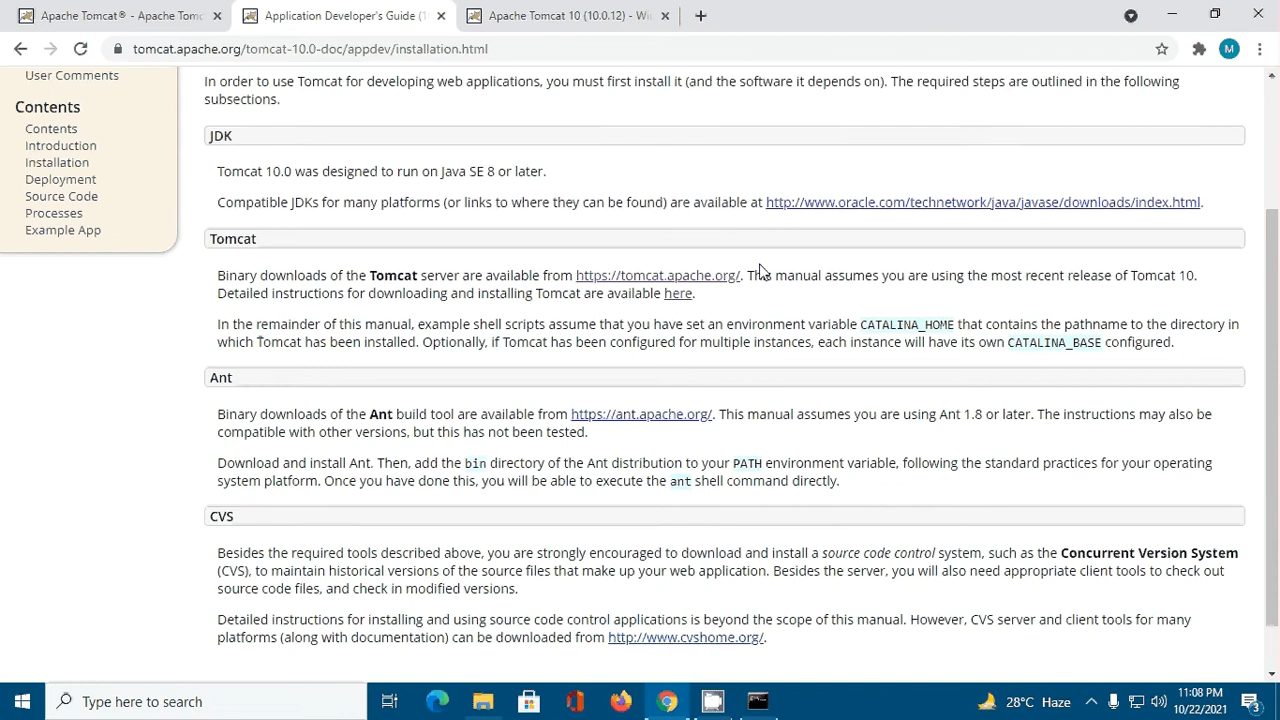 Apache Tomcat® - Apache Tomc
Application Developer's Guide (1
Apache Tomcat 10 (10.0.12) - Wi
tomcat.apache.org/tomcat-10.0-doc/appdev/installation.html
M
User Comments
Contents
Contents
Introduction
Installation
Deployment
Source Code
Processes
Example App
In order to use Tomcat for developing web applications, you must first install it (and the software it depends on). The required steps are outlined in the following
subsections.
JDK
Tomcat 10.0 was designed to run on Java SE 8 or later.
Compatible JDKs for many platforms (or links to where they can be found) are available at http://www.oracle.com/technetwork/java/javase/downloads/index.html.
Tomcat
Binary downloads of the Tomcat server are available from https://tomcat.apache.org/. This manual assumes you are using the most recent release of Tomcat 10.
Detailed instructions for downloading and installing Tomcat are available here.
In the remainder of this manual, example shell scripts assume that you have set an environment variable CATALINA_HOME that contains the pathname to the directory in
which Tomcat has been installed. Optionally, if Tomcat has been configured for multiple instances, each instance will have its own CATALINA_BASE configured.
Ant
Binary downloads of the Ant build tool are available from https://ant.apache.org/. This manual assumes you are using Ant 1.8 or later. The instructions may also be
compatible with other versions, but this has not been tested.
Download and install Ant. Then, add the bin directory of the Ant distribution to your PATH environment variable, following the standard practices for your operating
system platform. Once you have done this, you will be able to execute the ant shell command directly.
CVS
Besides the required tools described above, you are strongly encouraged to download and install a source code control system, such as the Concurrent Version System
(CVS), to maintain historical versions of the source files that make up your web application. Besides the server, you will also need appropriate client tools to check out
source code files, and check in modified versions.
Detailed instructions for installing and using source code control applications is beyond the scope of this manual. However, CVS server and client tools for many
platforms (along with documentation) can be downloaded from http://www.cvshome.org/.
Type here to search
28°C Haze
11:08 PM
10/22/2021
3